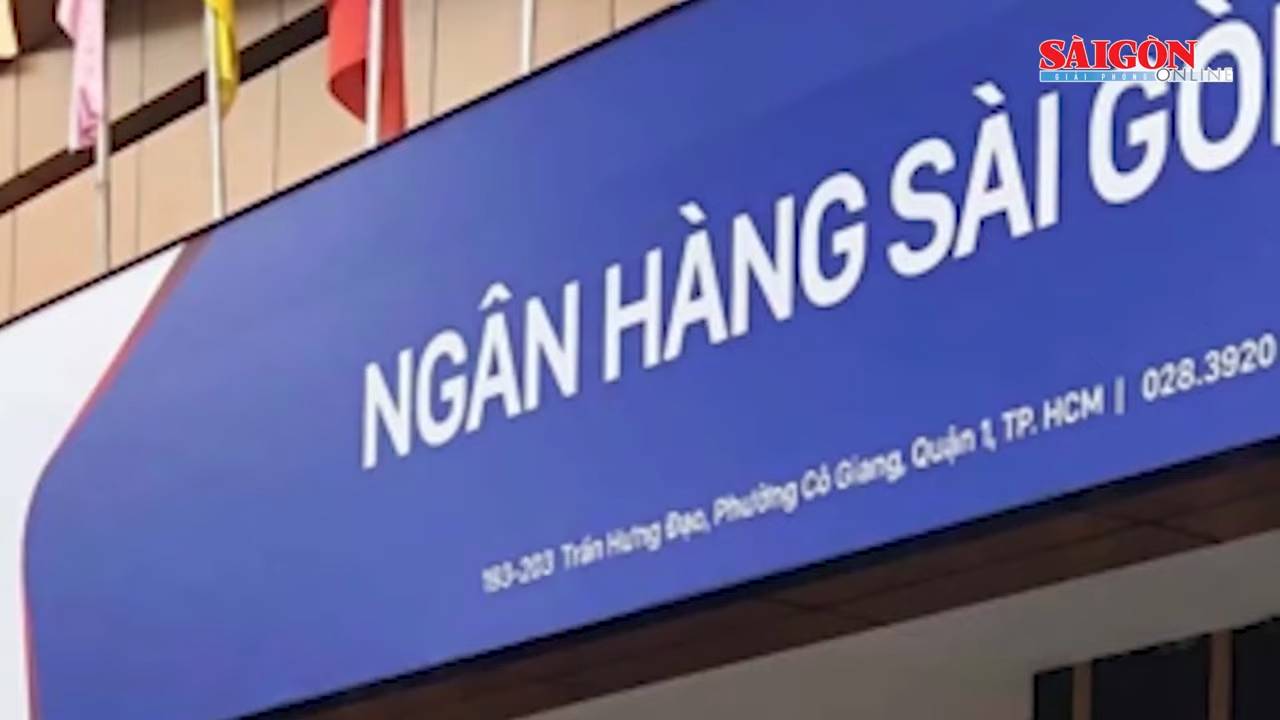 SÀIGÒN
GIẢI PHÓNG ONLINE
NGÂN HÀNG SÀI GÒN
193-203 Trần Hưng Đạo, Phường Cô Giang, Quận 1, TP. HCM | 028.3920